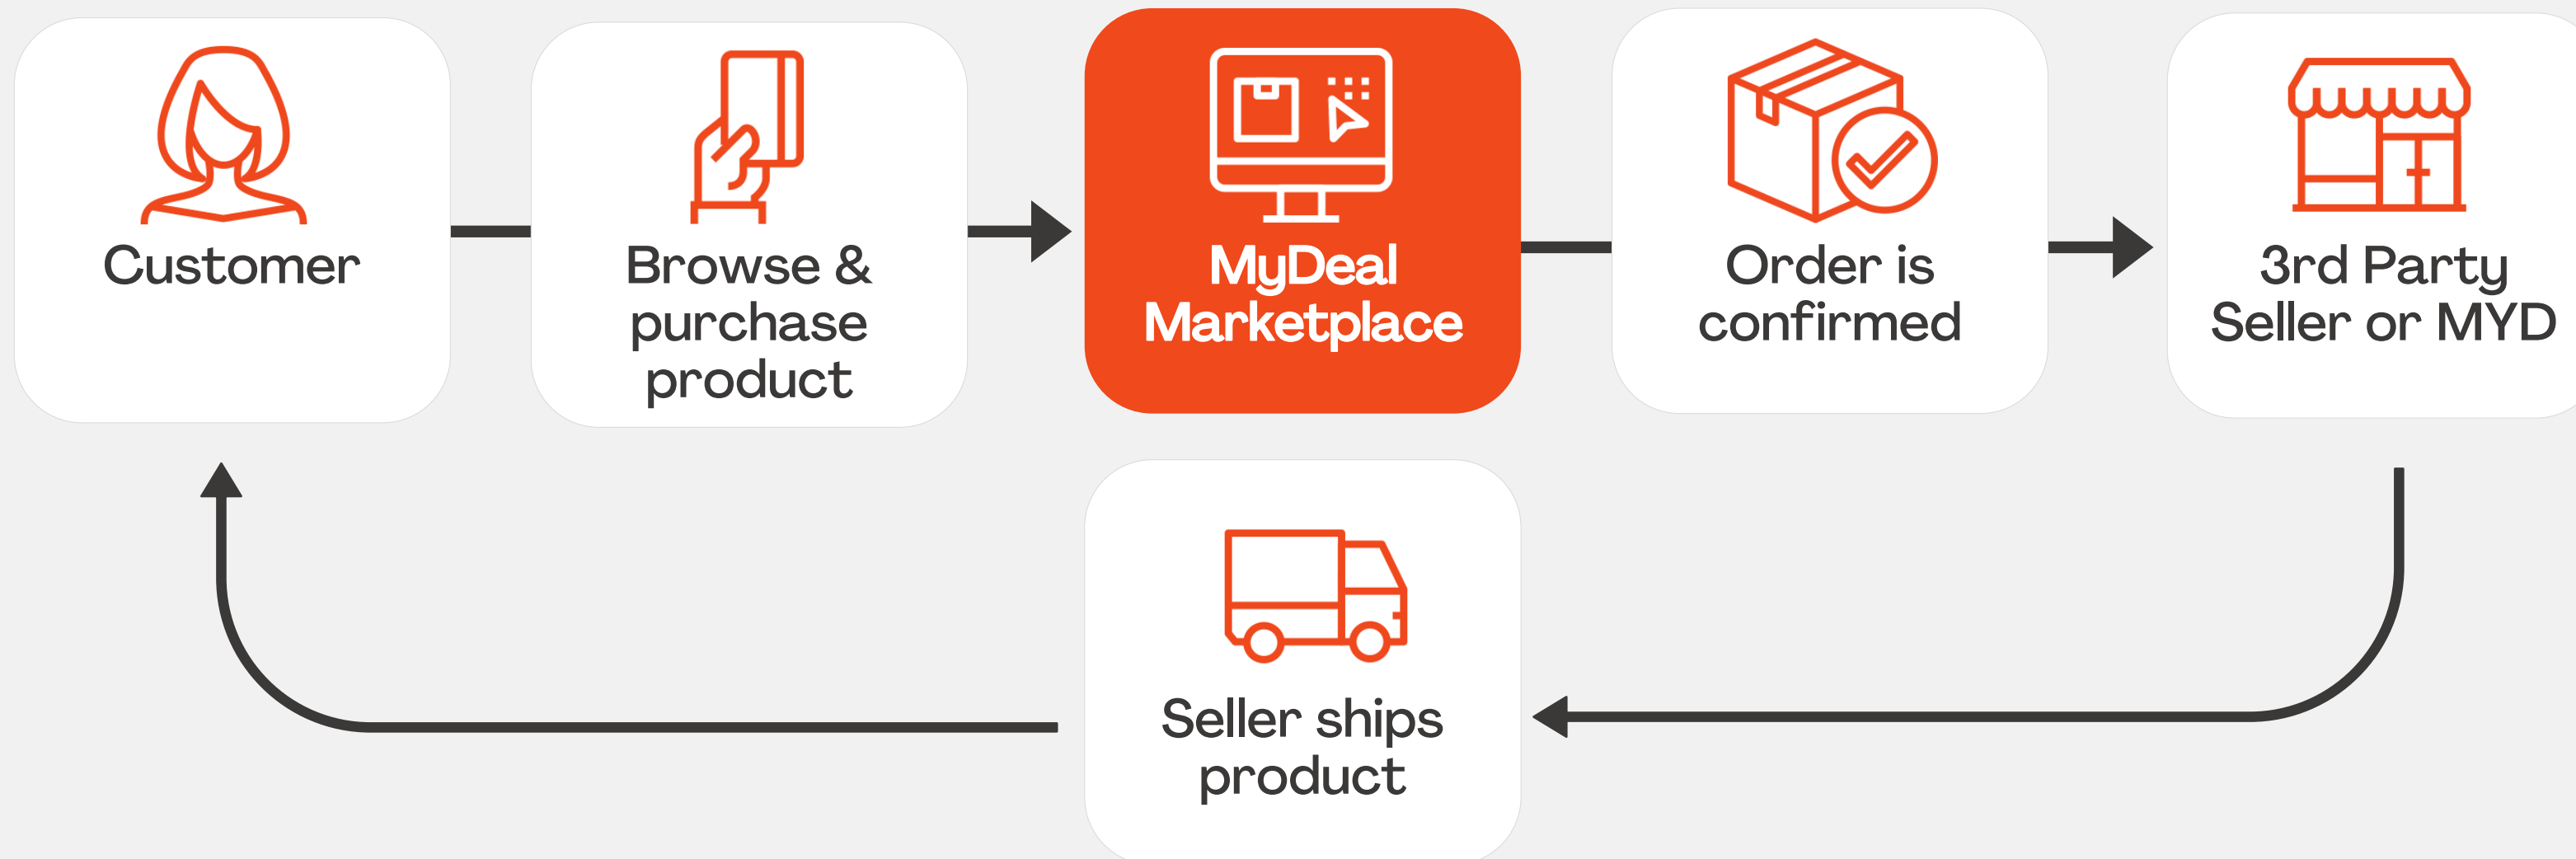 Customer
Browse &
purchase
product
MyDeal
Marketplace
Order is
confirmed
3rd Party
Seller or MYD
Seller ships
product